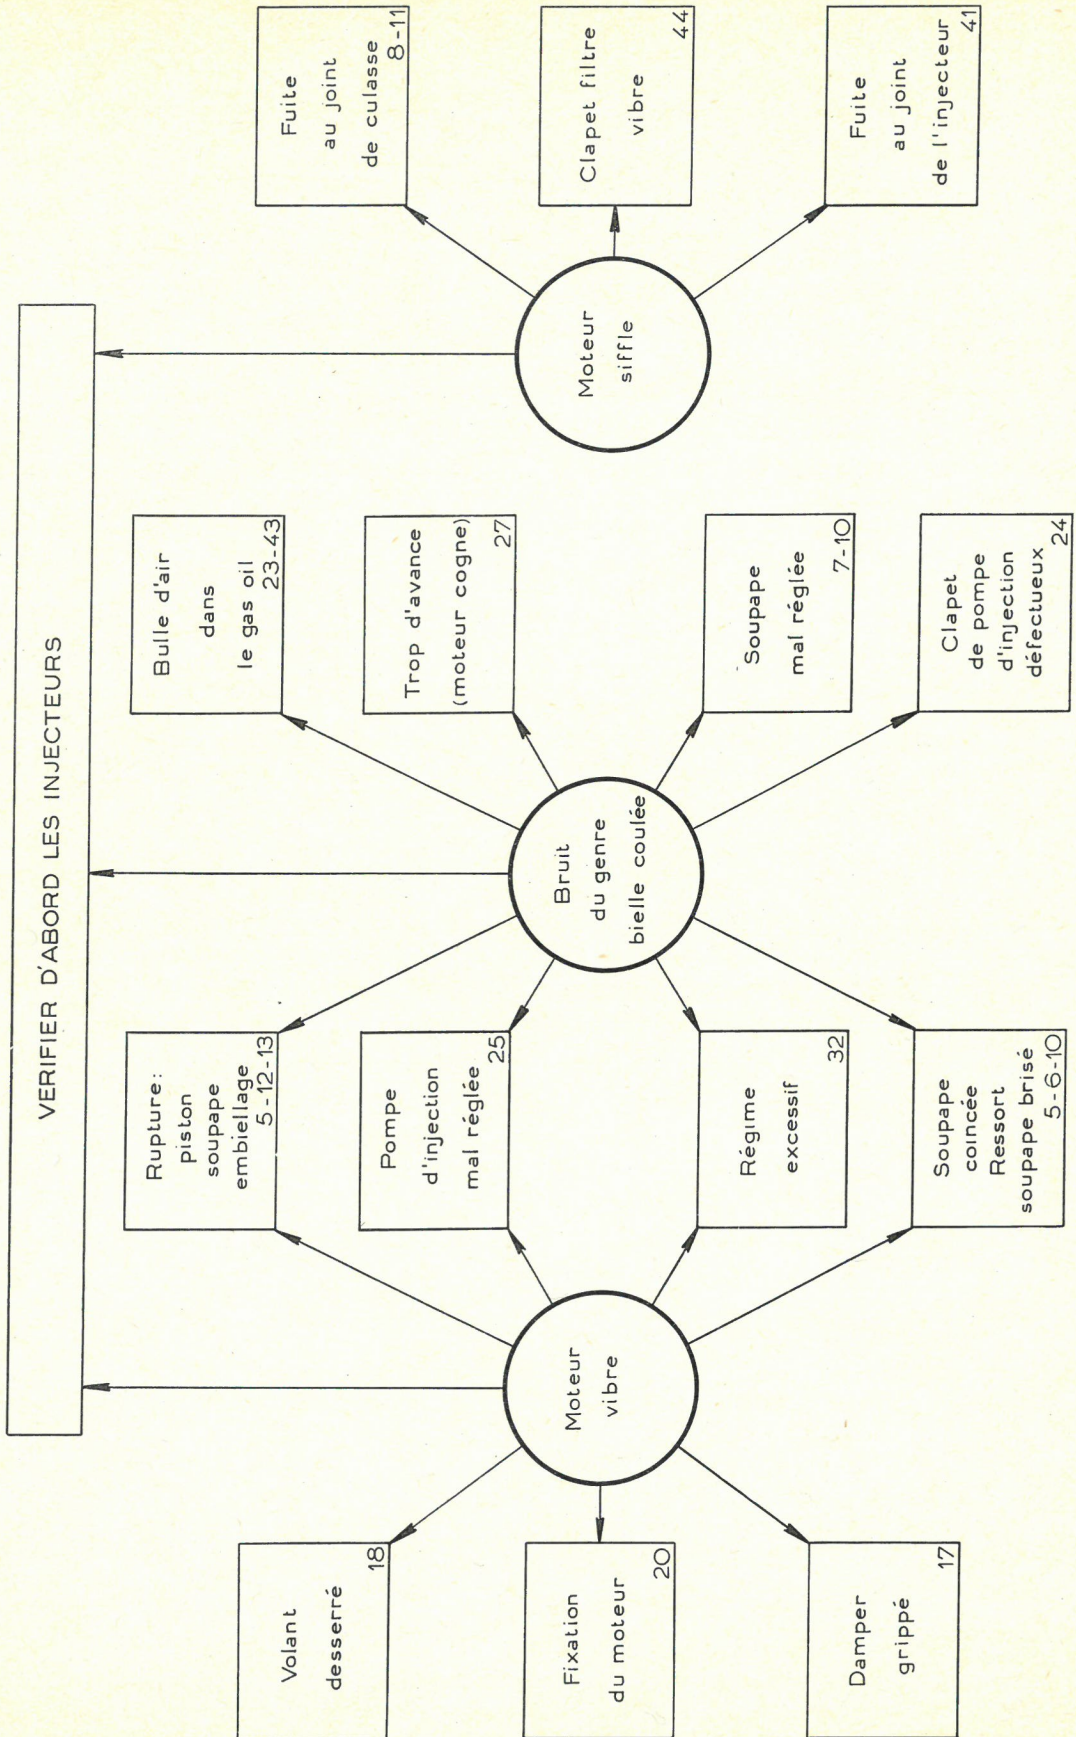 VERIFIER D'ABORD LES INJECTEURS
Volant
desserré
18
Fixation
du moteur
20
Damper
grippé
17
Moteur
vibre
Rupture:
piston
soupape
embiellage
5-12-13
Pompe
d'injection
mal réglée
25
Régime
excessif
32
Soupape
coincée
Ressort
soupape brisé
5-6-10
Bruit
du genre
bielle coulée
Bulle d'air
dans
le gas oil
23-43
Trop d'avance
(moteur cogne)
27
Soupape
mal réglée
7-10
Clapet
de pompe
d'injection
défectueux
24
Moteur
siffle
Fuite
au joint
de culasse
8-11
Clapet filtre
vibre
44
Fuite
au joint
de l'injecteur
41